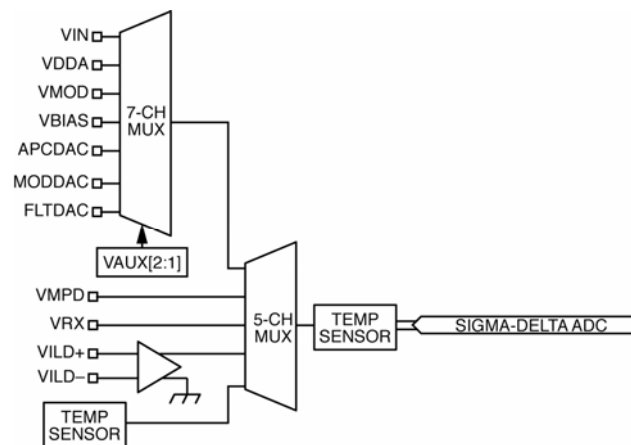 VIN
VDDA
VMOD
VBIAS
APCDAC
MODDAC
FLTDAC
7-CH
MUX
VAUX[2:1]
VMPD
VRX
VILD+
VILD−
5-CH
MUX
TEMP
SENSOR
SIGMA-DELTA ADC
TEMP
SENSOR